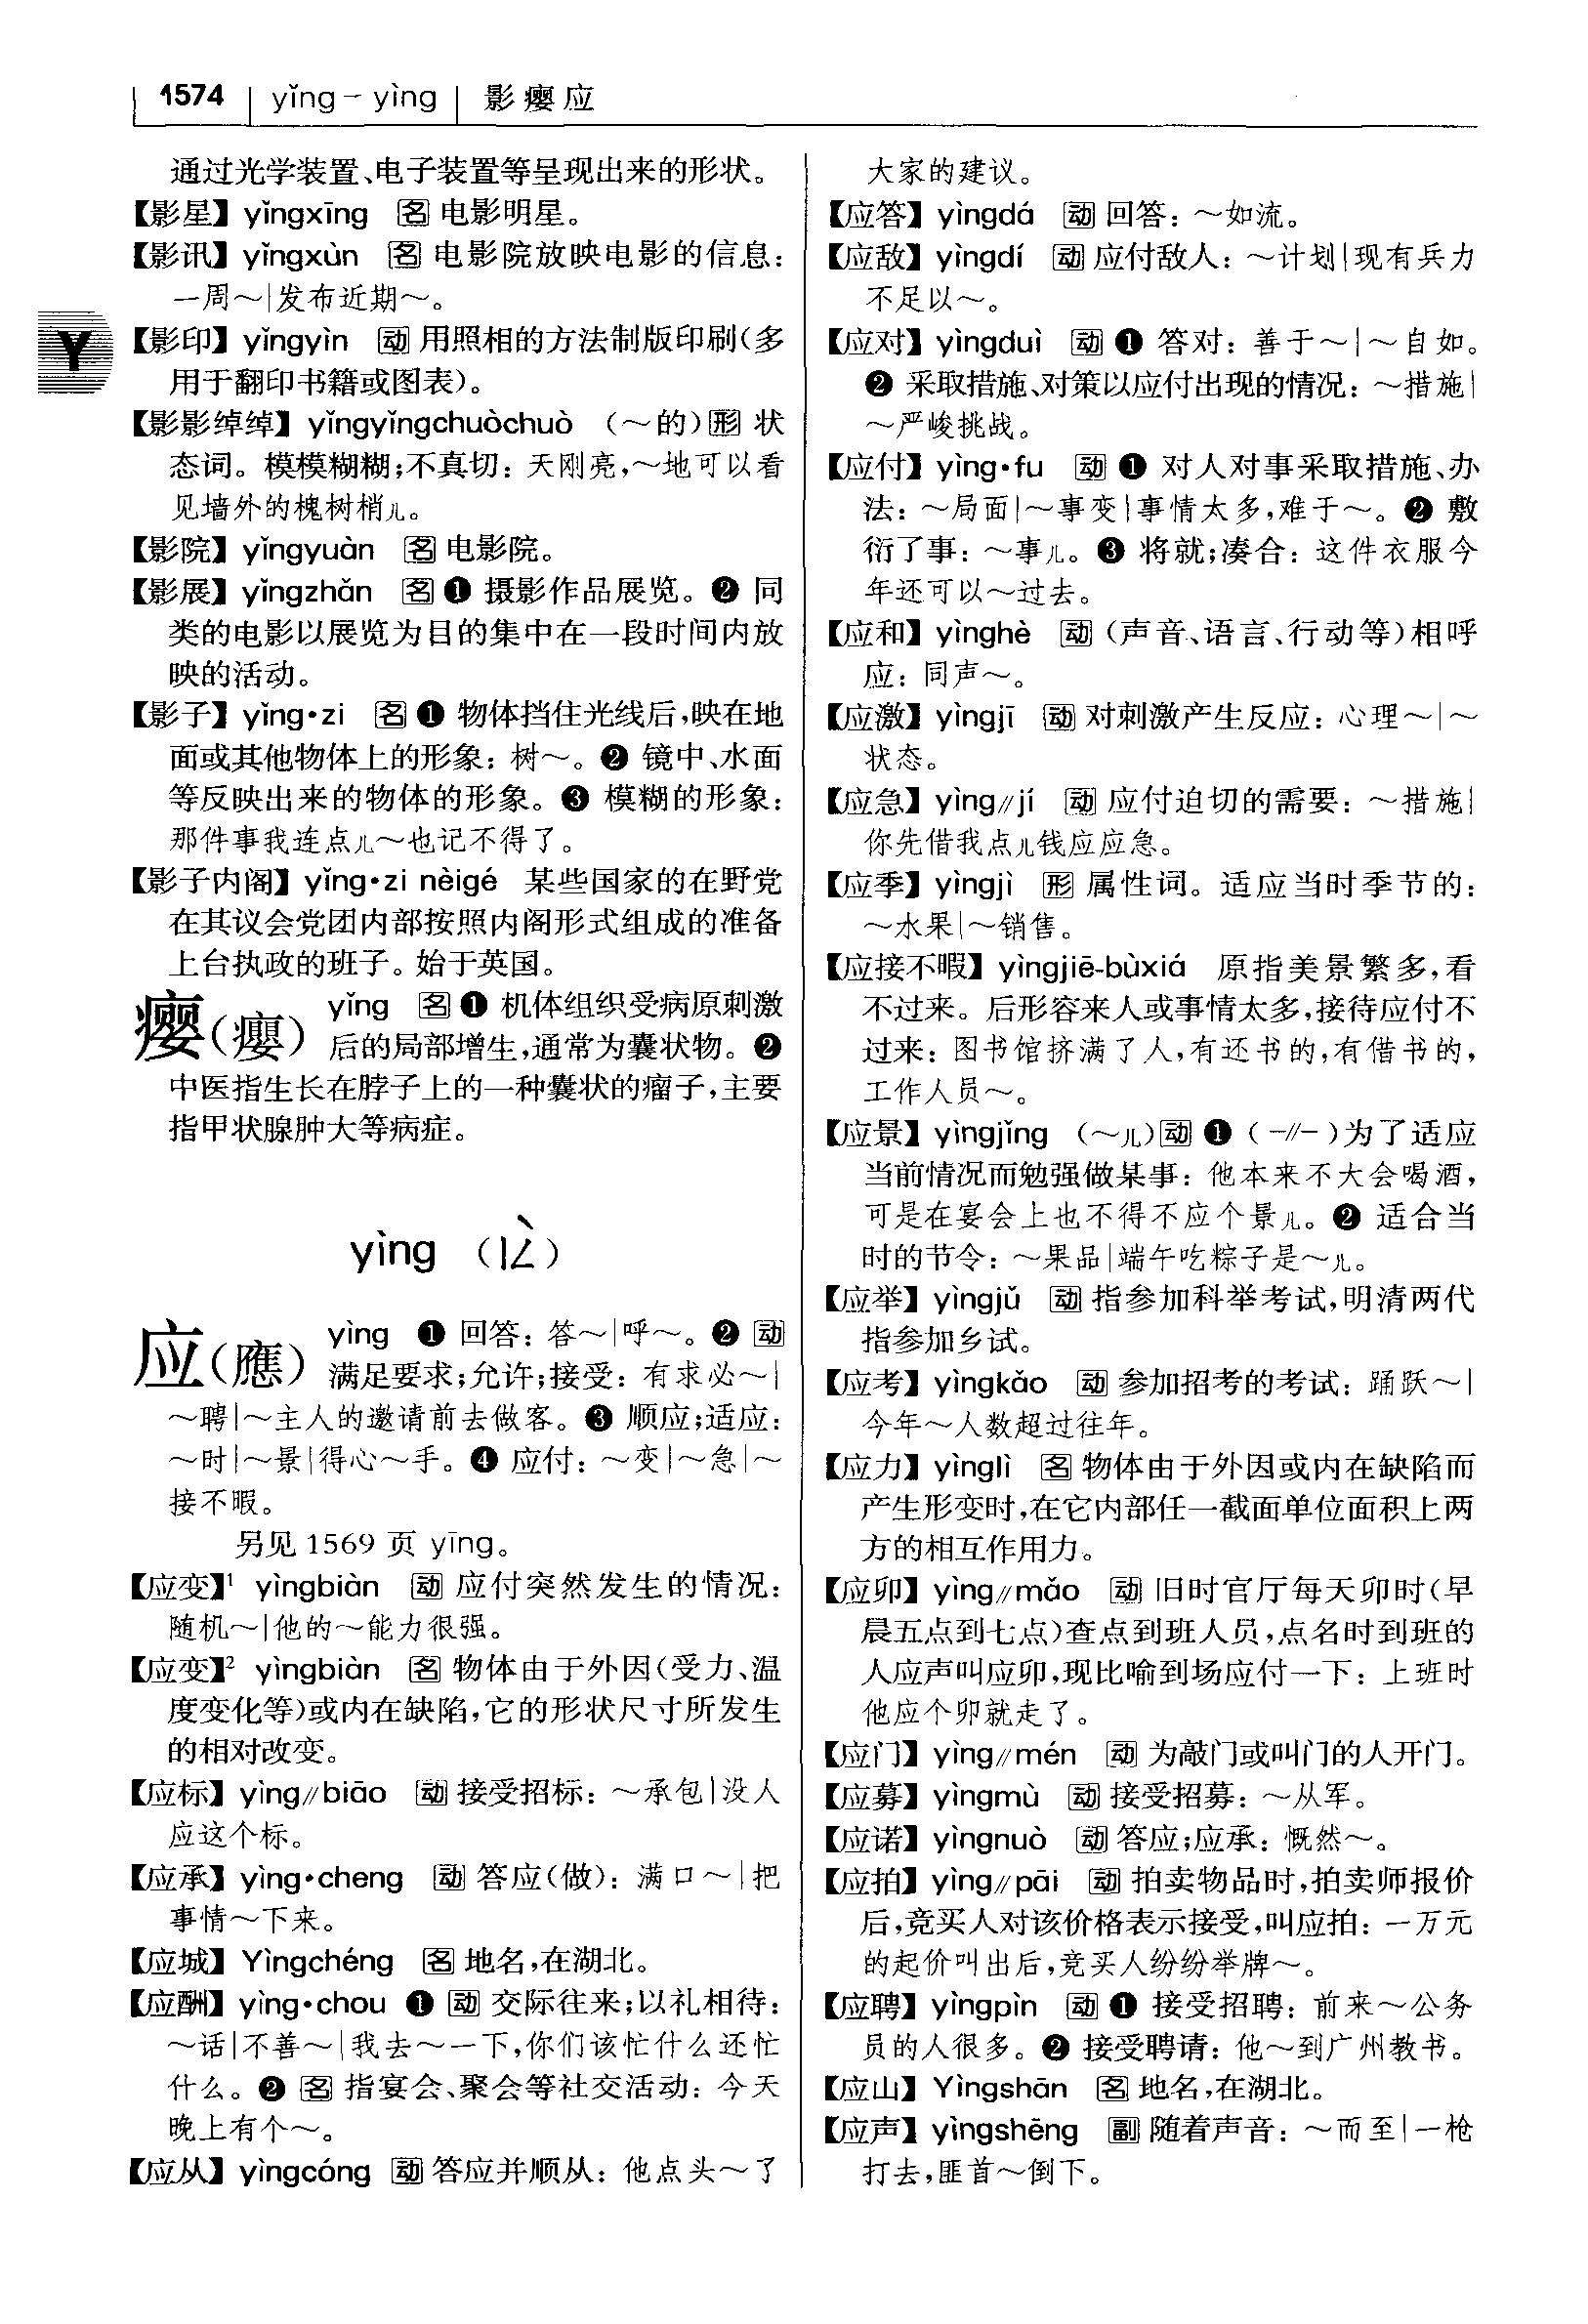 1574 yǐng－yìng 影瘿应
通过光学装置、电子装置等呈现出来的形状。
【影星】 yǐngxīng 名 电影明星。
【影讯】 yǐngxùn 名 电影院放映电影的信息：
一周～|发布近期～。
Y
【影印】 yǐngyìn 动 用照相的方法制版印刷(多
用于翻印书籍或图表)。
【影影绰绰】 yǐngyǐngchuòchuò (～的)形 状
态词。模模糊糊;不真切：天刚亮,～地可以看
见墙外的槐树梢儿。
【影院】 yǐngyuàn 名 电影院。
【影展】 yǐngzhǎn 名 ❶ 摄影作品展览。❷ 同
类的电影以展览为目的集中在一段时间内放
映的活动。
【影子】 yǐng•zi 名 ❶ 物体挡住光线后,映在地
面或其他物体上的形象：树～。❷ 镜中、水面
等反映出来的物体的形象。❸ 模糊的形象：
那件事我连点儿～也记不得了。
【影子内阁】 yǐng•zi nèigé 某些国家的在野党
在其议会党团内部按照内阁形式组成的准备
上台执政的班子。始于英国。
瘿(癭) yǐng 名 ❶ 机体组织受病原刺激
后的局部增生,通常为囊状物。❷
中医指生长在脖子上的一种囊状的瘤子,主要
指甲状腺肿大等病症。
yìng (ㄧㄥˋ)
应(應) yìng ❶ 回答：答～|呼～。❷ 动
满足要求;允许;接受：有求必～|
～聘|～主人的邀请前去做客。❸ 顺应;适应：
～时|～景|得心～手。❹ 应付：～变|～急|～
接不暇。
另见 1569 页 yīng。
【应变】¹ yìngbiàn 动 应付突然发生的情况：
随机～|他的～能力很强。
【应变】² yìngbiàn 名 物体由于外因(受力、温
度变化等)或内在缺陷,它的形状尺寸所发生
的相对改变。
【应标】 yìng//biāo 动 接受招标：～承包|没人
应这个标。
【应承】 yìng•cheng 动 答应(做)：满口～|把
事情～下来。
【应城】 Yìngchéng 名 地名,在湖北。
【应酬】 yìng•chou ❶ 动 交际往来;以礼相待：
～话|不善～|我去～一下,你们该忙什么还忙
什么。❷ 名 指宴会、聚会等社交活动：今天
晚上有个～。
【应从】 yìngcóng 动 答应并顺从：他点头～了
大家的建议。
【应答】 yìngdá 动 回答：～如流。
【应敌】 yìngdí 动 应付敌人：～计划|现有兵力
不足以～。
【应对】 yìngduì 动 ❶ 答对：善于～|～自如。
❷ 采取措施、对策以应付出现的情况：～措施|
～严峻挑战。
【应付】 yìng•fu 动 ❶ 对人对事采取措施、办
法：～局面|～事变|事情太多,难于～。❷ 敷
衍了事：～事儿。❸ 将就;凑合：这件衣服今
年还可以～过去。
【应和】 yìnghè 动 (声音、语言、行动等)相呼
应：同声～。
【应激】 yìngjī 动 对刺激产生反应：心理～|～
状态。
【应急】 yìng//jí 动 应付迫切的需要：～措施|
你先借我点儿钱应应急。
【应季】 yìngjì 形 属性词。适应当时季节的：
～水果|～销售。
【应接不暇】 yìngjiē-bùxiá 原指美景繁多,看
不过来。后形容来人或事情太多,接待应付不
过来：图书馆挤满了人,有还书的,有借书的,
工作人员～。
【应景】 yìngjǐng (～儿)动 ❶ (-//-)为了适应
当前情况而勉强做某事：他本来不大会喝酒,
可是在宴会上也不得不应个景儿。❷ 适合当
时的节令：～果品|端午吃粽子是～儿。
【应举】 yìngjǔ 动 指参加科举考试,明清两代
指参加乡试。
【应考】 yìngkǎo 动 参加招考的考试：踊跃～|
今年～人数超过往年。
【应力】 yìnglì 名 物体由于外因或内在缺陷而
产生形变时,在它内部任一截面单位面积上两
方的相互作用力。
【应卯】 yìng//mǎo 动 旧时官厅每天卯时(早
晨五点到七点)查点到班人员,点名时到班的
人应声叫应卯,现比喻到场应付一下：上班时
他应个卯就走了。
【应门】 yìng//mén 动 为敲门或叫门的人开门。
【应募】 yìngmù 动 接受招募：～从军。
【应诺】 yìngnuò 动 答应;应承：慨然～。
【应拍】 yìng//pāi 动 拍卖物品时,拍卖师报价
后,竞买人对该价格表示接受,叫应拍：一万元
的起价叫出后,竞买人纷纷举牌～。
【应聘】 yìngpìn 动 ❶ 接受招聘：前来～公务
员的人很多。❷ 接受聘请：他～到广州教书。
【应山】 Yìngshān 名 地名,在湖北。
【应声】 yìngshēng 副 随着声音：～而至|一枪
打去,匪首～倒下。